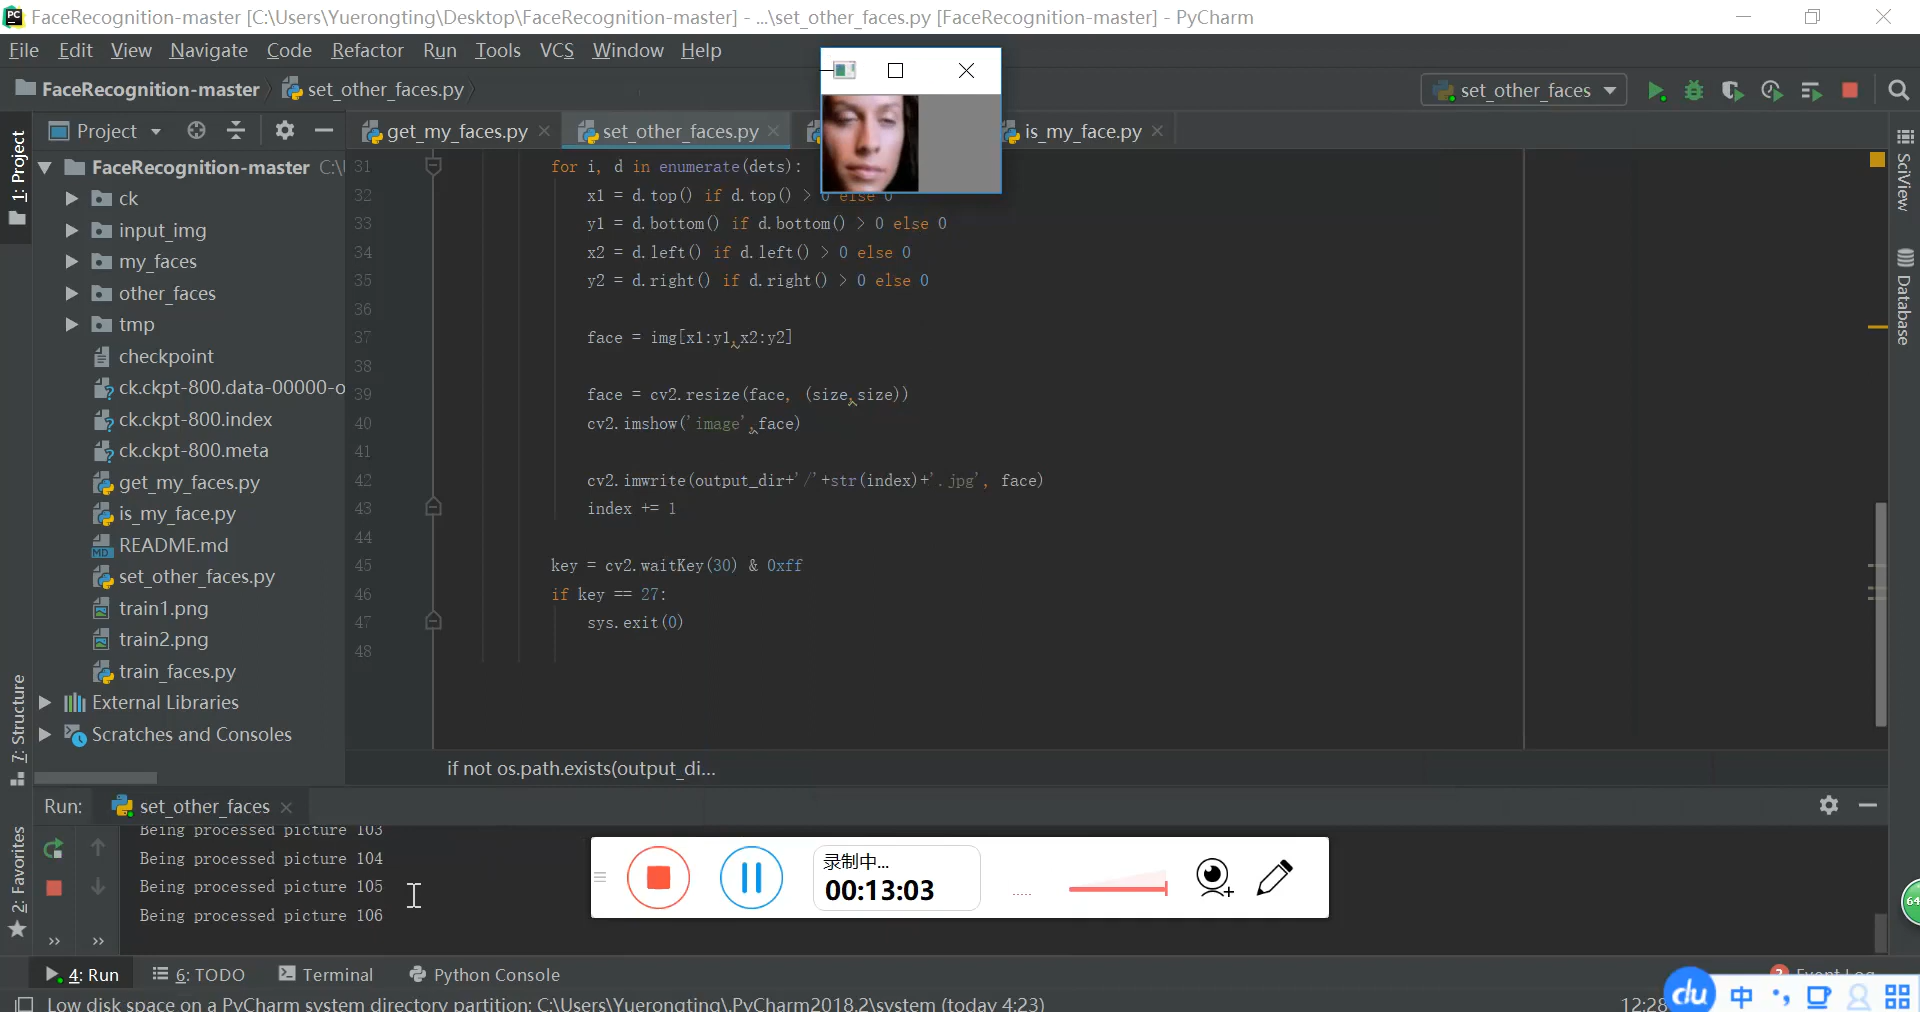 FaceRecognition-master [C:\Users\Yuerongting\Desktop\FaceRecognition-master] - ...\set_other_faces.py [FaceRecognition-master] - PyCharm
File Edit View Navigate Code Refactor Run Tools VCS Window Help
FaceRecognition-master set_other_faces.py
set_other_faces
1: Project
Project
get_my_faces.py
set_other_faces.py
is_my_face.py
FaceRecognition-master C:\
ck
input_img
my_faces
other_faces
tmp
checkpoint
ck.ckpt-800.data-00000-o
ck.ckpt-800.index
ck.ckpt-800.meta
get_my_faces.py
is_my_face.py
README.md
set_other_faces.py
train1.png
train2.png
train_faces.py
External Libraries
Scratches and Consoles
31 for i, d in enumerate(dets):
32 x1 = d.top() if d.top() > 0 else 0
33 y1 = d.bottom() if d.bottom() > 0 else 0
34 x2 = d.left() if d.left() > 0 else 0
35 y2 = d.right() if d.right() > 0 else 0
36
37 face = img[x1:y1,x2:y2]
38
39 face = cv2.resize(face, (size,size))
40 cv2.imshow('image',face)
41
42 cv2.imwrite(output_dir+'/'+str(index)+'.jpg', face)
43 index += 1
44
45 key = cv2.waitKey(30) & 0xff
46 if key == 27:
47 sys.exit(0)
48
if not os.path.exists(output_di...
SciView
Database
7: Structure
2: Favorites
Run: set_other_faces
Being processed picture 103
Being processed picture 104
Being processed picture 105
Being processed picture 106
录制中...
00:13:03
64
4: Run 6: TODO Terminal Python Console
2 Event Log
Low disk space on a PyCharm system directory partition: C:\Users\Yuerongting\.PyCharm2018.2\system (today 4:23)
12:28
du 中